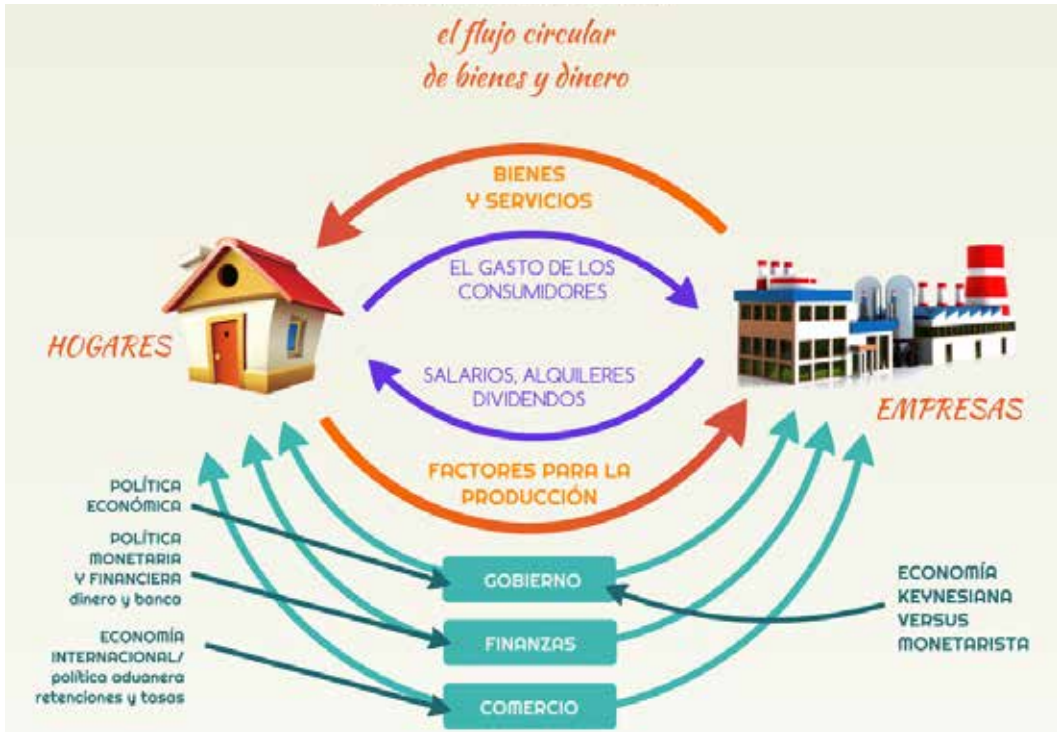 el flujo circular
de bienes y dinero
BIENES
Y SERVICIOS
EL GASTO DE LOS
CONSUMIDORES
HOGARES
SALARIOS, ALQUILERES
DIVIDENDOS
EMPRESAS
FACTORES PARA LA
PRODUCCIÓN
POLÍTICA
ECONÓMICA
POLÍTICA
MONETARIA
Y FINANCIERA
dinero y banca
ECONOMÍA
INTERNACIONAL/
política aduanera
retenciones y tasas
GOBIERNO
FINANZAS
COMERCIO
ECONOMÍA
KEYNESIANA
VERSUS
MONETARISTA